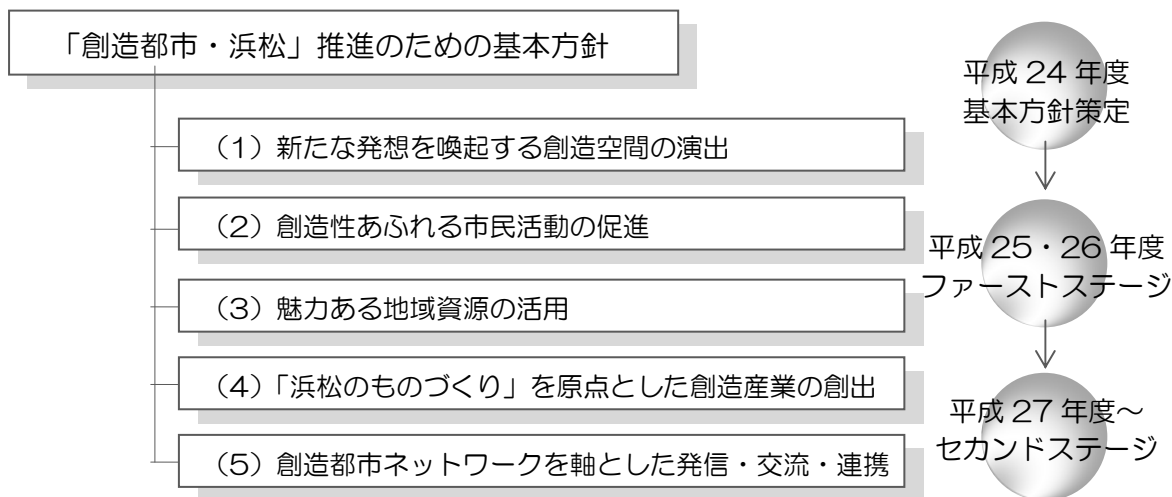 「創造都市・浜松」推進のための基本方針
（1）新たな発想を喚起する創造空間の演出
（2）創造性あふれる市民活動の促進
（3）魅力ある地域資源の活用
（4）「浜松のものづくり」を原点とした創造産業の創出
（5）創造都市ネットワークを軸とした発信・交流・連携
平成 24 年度
基本方針策定
平成 25・26 年度
ファーストステージ
平成 27 年度～
セカンドステージ